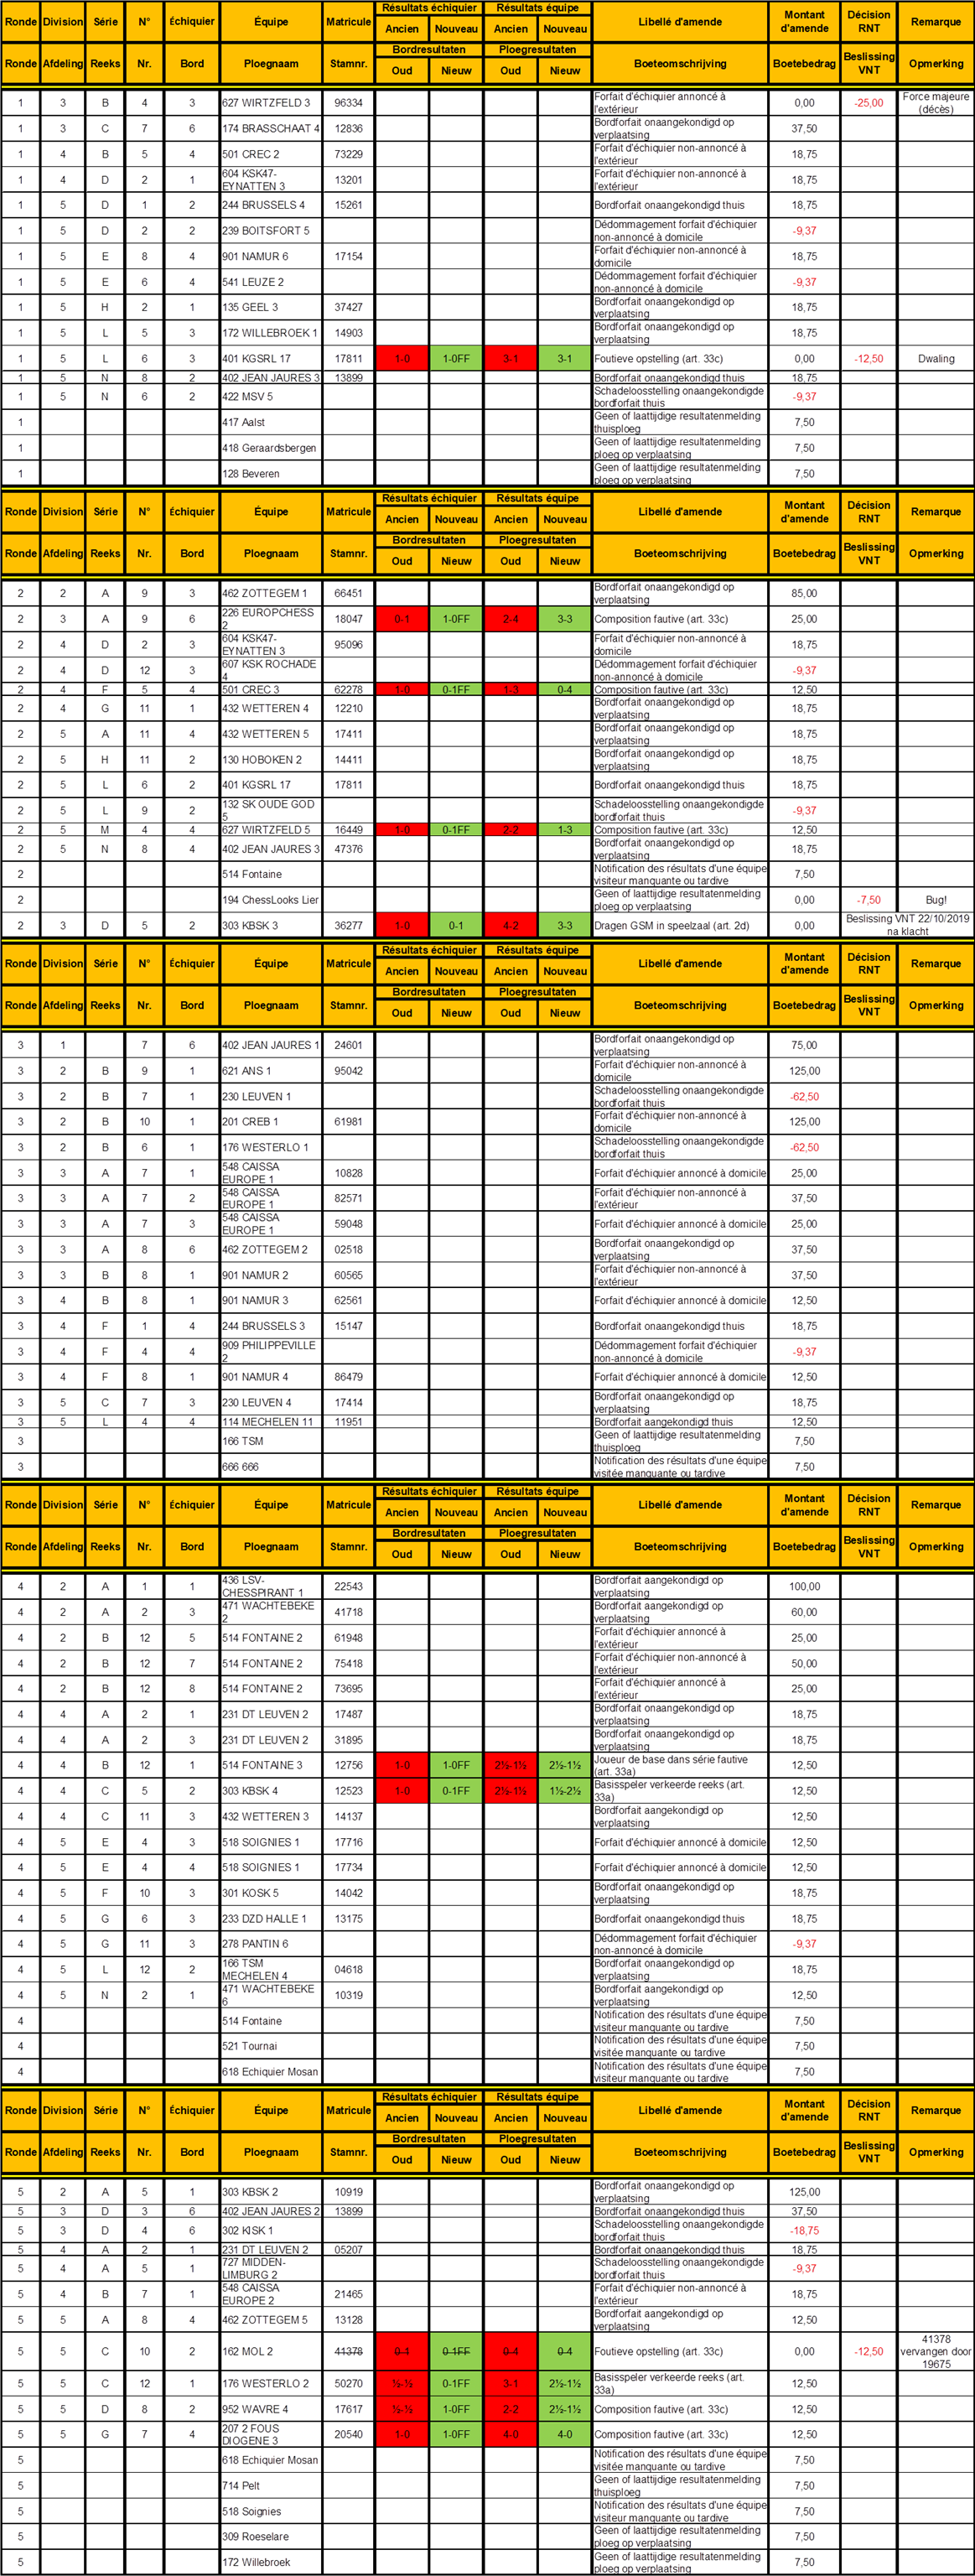 Ronde Division Série N° Échiquier Équipe Matricule Résultats échiquier Résultats équipe Libellé d'amende Montant d'amende Décision RNT Remarque
Ancien Nouveau Ancien Nouveau
Ronde Afdeling Reeks Nr. Bord Ploegnaam Stamnr. Bordresultaten Ploegresultaten Boeteomschrijving Boetebedrag Beslissing VNT Opmerking
Oud Nieuw Oud Nieuw
1 3 B 4 3 627 WIRTZFELD 3 96334 Forfait d'échiquier annoncé à l'extérieur 0,00 -25,00 Force majeure (décès)
1 3 C 7 6 174 BRASSCHAAT 4 12836 Bordforfait onaangekondigd op verplaatsing 37,50
1 4 B 5 4 501 CREC 2 73229 Forfait d'échiquier non-annoncé à l'extérieur 18,75
1 4 D 2 1 604 KSK47-EYNATTEN 3 13201 Forfait d'échiquier non-annoncé à l'extérieur 18,75
1 5 D 1 2 244 BRUSSELS 4 15261 Bordforfait onaangekondigd thuis 18,75
1 5 D 2 2 239 BOITSFORT 5 Dédommagement forfait d'échiquier non-annoncé à domicile -9,37
1 5 E 8 4 901 NAMUR 6 17154 Forfait d'échiquier non-annoncé à domicile 18,75
1 5 E 6 4 541 LEUZE 2 Dédommagement forfait d'échiquier non-annoncé à domicile -9,37
1 5 H 2 1 135 GEEL 3 37427 Bordforfait onaangekondigd op verplaatsing 18,75
1 5 L 5 3 172 WILLEBROEK 1 14903 Bordforfait onaangekondigd op verplaatsing 18,75
1 5 L 6 3 401 KGSRL 17 17811 1-0 1-0FF 3-1 3-1 Foutieve opstelling (art. 33c) 0,00 -12,50 Dwaling
1 5 N 8 2 402 JEAN JAURES 3 13899 Bordforfait onaangekondigd thuis 18,75
1 5 N 6 2 422 MSV 5 Schadeloosstelling onaangekondigde bordforfait thuis -9,37
1 417 Aalst Geen of laattijdige resultatenmelding thuisploeg 7,50
1 418 Geraardsbergen Geen of laattijdige resultatenmelding ploeg op verplaatsing 7,50
1 128 Beveren Geen of laattijdige resultatenmelding ploeg op verplaatsing 7,50
Ronde Division Série N° Échiquier Équipe Matricule Résultats échiquier Résultats équipe Libellé d'amende Montant d'amende Décision RNT Remarque
Ancien Nouveau Ancien Nouveau
Ronde Afdeling Reeks Nr. Bord Ploegnaam Stamnr. Bordresultaten Ploegresultaten Boeteomschrijving Boetebedrag Beslissing VNT Opmerking
Oud Nieuw Oud Nieuw
2 2 A 9 3 462 ZOTTEGEM 1 66451 Bordforfait onaangekondigd op verplaatsing 85,00
2 3 A 9 6 226 EUROPCHESS 2 18047 0-1 1-0FF 2-4 3-3 Composition fautive (art. 33c) 25,00
2 4 D 2 3 604 KSK47-EYNATTEN 3 95096 Forfait d'échiquier non-annoncé à domicile 18,75
2 4 D 12 3 607 KSK ROCHADE 4 Dédommagement forfait d'échiquier non-annoncé à domicile -9,37
2 4 F 5 4 501 CREC 3 62278 1-0 0-1FF 1-3 0-4 Composition fautive (art. 33c) 12,50
2 4 G 11 1 432 WETTEREN 4 12210 Bordforfait onaangekondigd op verplaatsing 18,75
2 5 A 11 4 432 WETTEREN 5 17411 Bordforfait onaangekondigd op verplaatsing 18,75
2 5 H 11 2 130 HOBOKEN 2 14411 Bordforfait onaangekondigd op verplaatsing 18,75
2 5 L 6 2 401 KGSRL 17 17811 Bordforfait onaangekondigd thuis 18,75
2 5 L 9 2 132 SK OUDE GOD 5 Schadeloosstelling onaangekondigde bordforfait thuis -9,37
2 5 M 4 4 627 WIRTZFELD 5 16449 1-0 0-1FF 2-2 1-3 Composition fautive (art. 33c) 12,50
2 5 N 8 4 402 JEAN JAURES 3 47376 Bordforfait onaangekondigd op verplaatsing 18,75
2 514 Fontaine Notification des résultats d'une équipe visiteur manquante ou tardive 7,50
2 194 ChessLooks Lier Geen of laattijdige resultatenmelding ploeg op verplaatsing 0,00 -7,50 Bug!
2 3 D 5 2 303 KBSK 3 36277 1-0 0-1 4-2 3-3 Dragen GSM in speelzaal (art. 2d) 0,00 Beslissing VNT 22/10/2019 na klacht
Ronde Division Série N° Échiquier Équipe Matricule Résultats échiquier Résultats équipe Libellé d'amende Montant d'amende Décision RNT Remarque
Ancien Nouveau Ancien Nouveau
Ronde Afdeling Reeks Nr. Bord Ploegnaam Stamnr. Bordresultaten Ploegresultaten Boeteomschrijving Boetebedrag Beslissing VNT Opmerking
Oud Nieuw Oud Nieuw
3 1 7 6 402 JEAN JAURES 1 24601 Bordforfait onaangekondigd op verplaatsing 75,00
3 2 B 9 1 621 ANS 1 95042 Forfait d'échiquier non-annoncé à domicile 125,00
3 2 B 7 1 230 LEUVEN 1 Schadeloosstelling onaangekondigde bordforfait thuis -62,50
3 2 B 10 1 201 CREB 1 61981 Forfait d'échiquier non-annoncé à domicile 125,00
3 2 B 6 1 176 WESTERLO 1 Schadeloosstelling onaangekondigde bordforfait thuis -62,50
3 3 A 7 1 548 CAISSA EUROPE 1 10828 Forfait d'échiquier annoncé à domicile 25,00
3 3 A 7 2 548 CAISSA EUROPE 1 82571 Forfait d'échiquier non-annoncé à l'extérieur 37,50
3 3 A 7 3 548 CAISSA EUROPE 1 59048 Forfait d'échiquier annoncé à domicile 25,00
3 3 A 8 6 462 ZOTTEGEM 2 02518 Bordforfait onaangekondigd op verplaatsing 37,50
3 3 B 8 1 901 NAMUR 2 60565 Forfait d'échiquier non-annoncé à l'extérieur 37,50
3 4 B 8 1 901 NAMUR 3 62561 Forfait d'échiquier annoncé à domicile 12,50
3 4 F 1 4 244 BRUSSELS 3 15147 Bordforfait onaangekondigd thuis 18,75
3 4 F 4 4 909 PHILIPPEVILLE 2 Dédommagement forfait d'échiquier non-annoncé à domicile -9,37
3 4 F 8 1 901 NAMUR 4 86479 Forfait d'échiquier annoncé à domicile 12,50
3 5 C 7 3 230 LEUVEN 4 17414 Bordforfait onaangekondigd op verplaatsing 18,75
3 5 L 4 4 114 MECHELEN 11 11951 Bordforfait aangekondigd thuis 12,50
3 166 TSM Geen of laattijdige resultatenmelding thuisploeg 7,50
3 666 666 Notification des résultats d'une équipe visitée manquante ou tardive 7,50
Ronde Division Série N° Échiquier Équipe Matricule Résultats échiquier Résultats équipe Libellé d'amende Montant d'amende Décision RNT Remarque
Ancien Nouveau Ancien Nouveau
Ronde Afdeling Reeks Nr. Bord Ploegnaam Stamnr. Bordresultaten Ploegresultaten Boeteomschrijving Boetebedrag Beslissing VNT Opmerking
Oud Nieuw Oud Nieuw
4 2 A 1 1 436 LSV-CHESSPIRANT 1 22543 Bordforfait aangekondigd op verplaatsing 100,00
4 2 A 2 3 471 WACHTEBEKE 2 41718 Bordforfait aangekondigd op verplaatsing 60,00
4 2 B 12 5 514 FONTAINE 2 61948 Forfait d'échiquier annoncé à l'extérieur 25,00
4 2 B 12 7 514 FONTAINE 2 75418 Forfait d'échiquier non-annoncé à l'extérieur 50,00
4 2 B 12 8 514 FONTAINE 2 73695 Forfait d'échiquier annoncé à l'extérieur 25,00
4 4 A 2 1 231 DT LEUVEN 2 17487 Bordforfait onaangekondigd op verplaatsing 18,75
4 4 A 2 3 231 DT LEUVEN 2 31895 Bordforfait onaangekondigd op verplaatsing 18,75
4 4 B 12 1 514 FONTAINE 3 12756 1-0 1-0FF 2½-1½ 2½-1½ Joueur de base dans série fautive (art. 33a) 12,50
4 4 C 5 2 303 KBSK 4 12523 1-0 0-1FF 2½-1½ 1½-2½ Basisspeler verkeerde reeks (art. 33a) 12,50
4 4 C 11 3 432 WETTEREN 3 14137 Bordforfait aangekondigd op verplaatsing 12,50
4 5 E 4 3 518 SOIGNIES 1 17716 Forfait d'échiquier annoncé à domicile 12,50
4 5 E 4 4 518 SOIGNIES 1 17734 Forfait d'échiquier annoncé à domicile 12,50
4 5 F 10 3 301 KOSK 5 14042 Bordforfait onaangekondigd op verplaatsing 18,75
4 5 G 6 3 233 DZD HALLE 1 13175 Bordforfait onaangekondigd thuis 18,75
4 5 G 11 3 278 PANTIN 6 Dédommagement forfait d'échiquier non-annoncé à domicile -9,37
4 5 L 12 2 166 TSM MECHELEN 4 04618 Bordforfait onaangekondigd op verplaatsing 18,75
4 5 N 2 1 471 WACHTEBEKE 6 10319 Bordforfait aangekondigd op verplaatsing 12,50
4 514 Fontaine Notification des résultats d'une équipe visiteur manquante ou tardive 7,50
4 521 Tournai Notification des résultats d'une équipe visitée manquante ou tardive 7,50
4 618 Echiquier Mosan Notification des résultats d'une équipe visiteur manquante ou tardive 7,50
Ronde Division Série N° Échiquier Équipe Matricule Résultats échiquier Résultats équipe Libellé d'amende Montant d'amende Décision RNT Remarque
Ancien Nouveau Ancien Nouveau
Ronde Afdeling Reeks Nr. Bord Ploegnaam Stamnr. Bordresultaten Ploegresultaten Boeteomschrijving Boetebedrag Beslissing VNT Opmerking
Oud Nieuw Oud Nieuw
5 2 A 5 1 303 KBSK 2 10919 Bordforfait onaangekondigd op verplaatsing 125,00
5 3 D 3 6 402 JEAN JAURES 2 13899 Bordforfait onaangekondigd thuis 37,50
5 3 D 4 6 302 KISK 1 Schadeloosstelling onaangekondigde bordforfait thuis -18,75
5 4 A 2 1 231 DT LEUVEN 2 05207 Bordforfait onaangekondigd thuis 18,75
5 4 A 5 1 727 MIDDEN-LIMBURG 2 Schadeloosstelling onaangekondigde bordforfait thuis -9,37
5 4 B 7 1 548 CAISSA EUROPE 2 21465 Forfait d'échiquier non-annoncé à l'extérieur 18,75
5 5 A 8 4 462 ZOTTEGEM 5 13128 Bordforfait aangekondigd op verplaatsing 12,50
5 5 C 10 2 162 MOL 2 41378 0-1 0-1FF 0-4 0-4 Foutieve opstelling (art. 33c) 0,00 -12,50 41378 vervangen door 19675
5 5 C 12 1 176 WESTERLO 2 50270 ½-½ 0-1FF 3-1 2½-1½ Basisspeler verkeerde reeks (art. 33a) 12,50
5 5 D 8 2 952 WAVRE 4 17617 ½-½ 1-0FF 2-2 2½-1½ Composition fautive (art. 33c) 12,50
5 5 G 7 4 207 2 FOUS DIOGENE 3 20540 1-0 1-0FF 4-0 4-0 Composition fautive (art. 33c) 12,50
5 618 Echiquier Mosan Notification des résultats d'une équipe visitée manquante ou tardive 7,50
5 714 Pelt Geen of laattijdige resultatenmelding thuisploeg 7,50
5 518 Soignies Notification des résultats d'une équipe visiteur manquante ou tardive 7,50
5 309 Roeselare Geen of laattijdige resultatenmelding ploeg op verplaatsing 7,50
5 172 Willebroek Geen of laattijdige resultatenmelding ploeg op verplaatsing 7,50